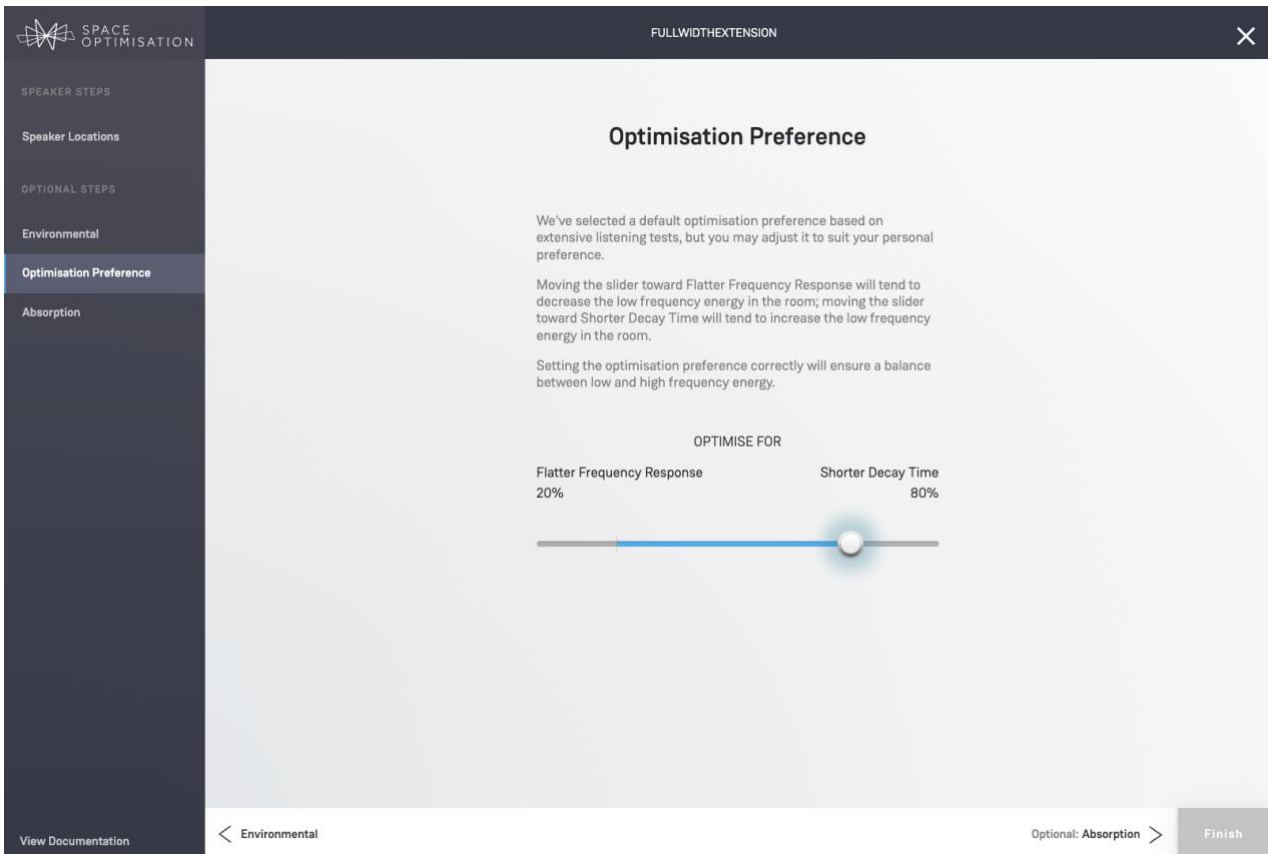 SPACE
OPTIMISATION
FULLWIDTHEXTENSION
SPEAKER STEPS
Speaker Locations
OPTIONAL STEPS
Environmental
Optimisation Preference
Absorption
View Documentation
Optimisation Preference
We've selected a default optimisation preference based on
extensive listening tests, but you may adjust it to suit your personal
preference.
Moving the slider toward Flatter Frequency Response will tend to
decrease the low frequency energy in the room; moving the slider
toward Shorter Decay Time will tend to increase the low frequency
energy in the room.
Setting the optimisation preference correctly will ensure a balance
between low and high frequency energy.
OPTIMISE FOR
Flatter Frequency Response Shorter Decay Time
20% 80%
Environmental
Optional: Absorption
Finish